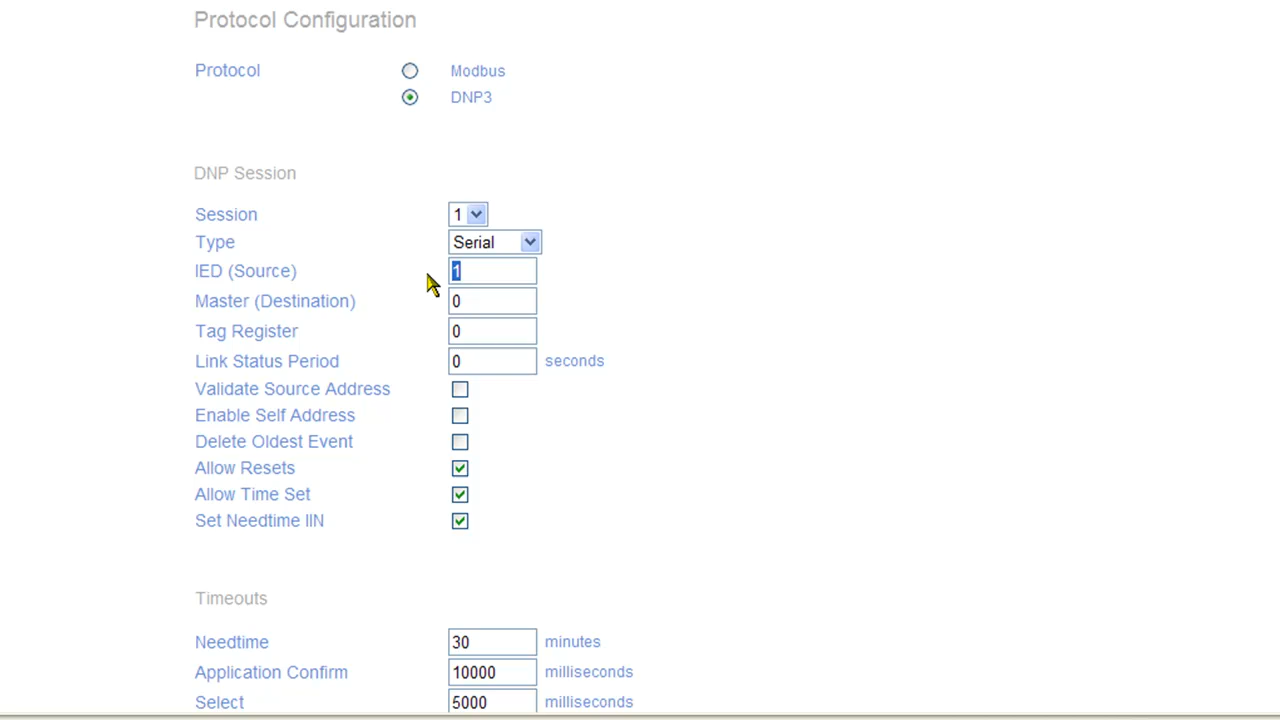 Protocol Configuration
Protocol Modbus
DNP3
DNP Session
Session 1
Type Serial
IED (Source) 1
Master (Destination) 0
Tag Register 0
Link Status Period 0 seconds
Validate Source Address
Enable Self Address
Delete Oldest Event
Allow Resets
Allow Time Set
Set Needtime IIN
Timeouts
Needtime 30 minutes
Application Confirm 10000 milliseconds
Select 5000 milliseconds